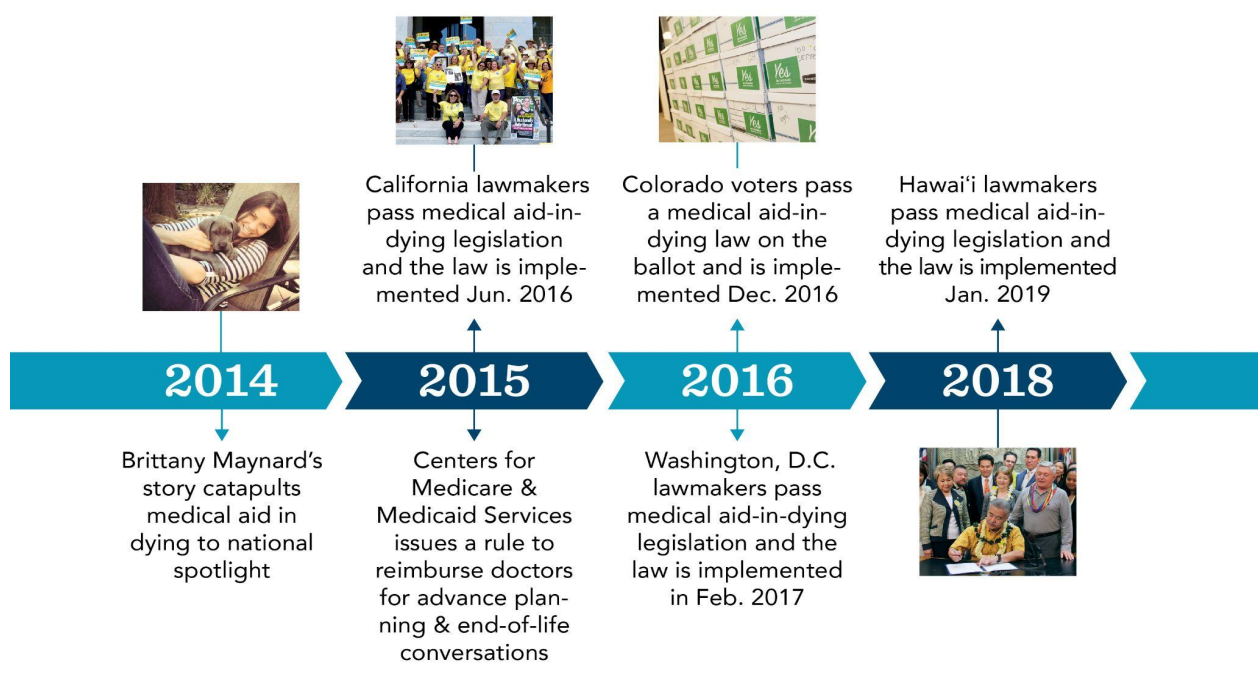 California lawmakers
pass medical aid-in-
dying legislation
and the law is imple-
mented Jun. 2016
Colorado voters pass
a medical aid-in-
dying law on the
ballot and is imple-
mented Dec. 2016
Hawaiʻi lawmakers
pass medical aid-in-
dying legislation and
the law is implemented
Jan. 2019
2014
2015
2016
2018
Brittany Maynard’s
story catapults
medical aid in
dying to national
spotlight
Centers for
Medicare &
Medicaid Services
issues a rule to
reimburse doctors
for advance plan-
ning & end-of-life
conversations
Washington, D.C.
lawmakers pass
medical aid-in-dying
legislation and the
law is implemented
in Feb. 2017
Yes
Yes
Yes